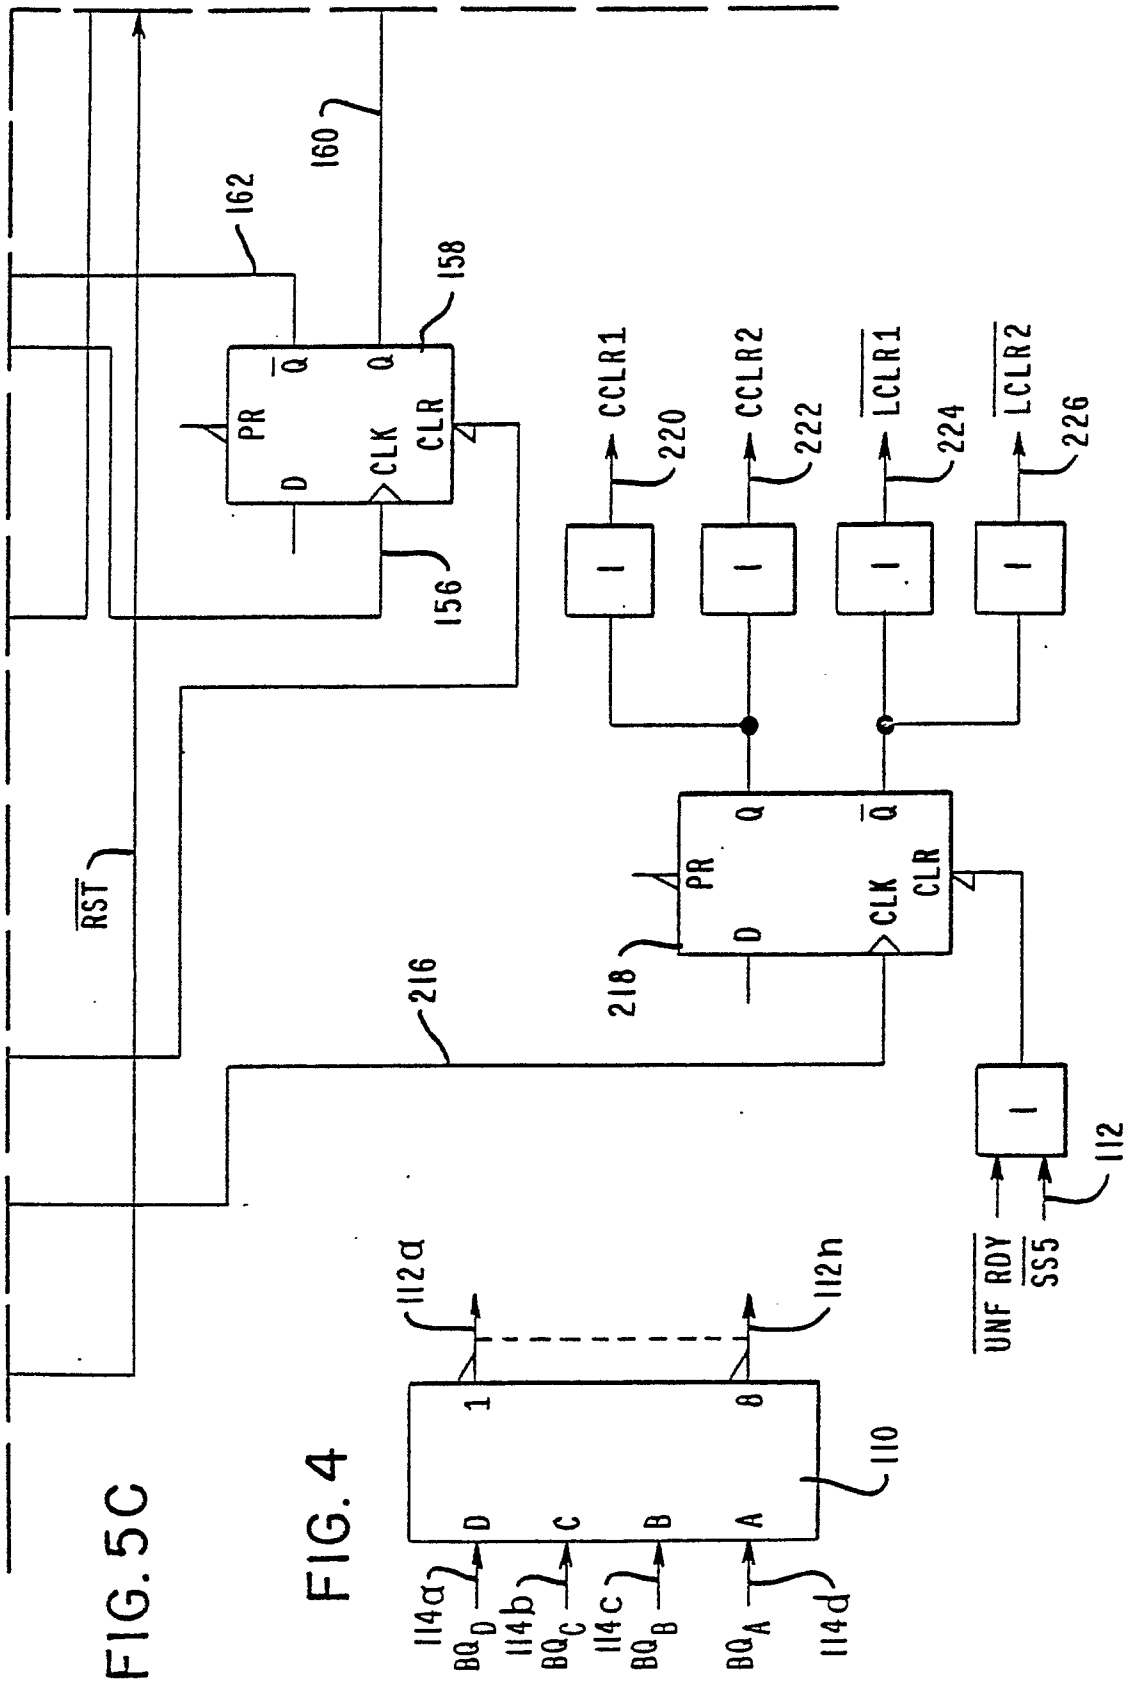 FIG. 5C
RST
162
160
PR
Q
D
Q
CLK
CLR
158
156
216
218
PR
D
Q
CLK
Q
CLR
I
CCLR1
220
I
CCLR2
222
I
LCLR1
224
I
LCLR2
226
UNF RDY
SS5
I
112
FIG. 4
114a
BQD
D
1
112a
114b
BQC
C
114c
BQB
B
BQA
A
8
112h
114d
110